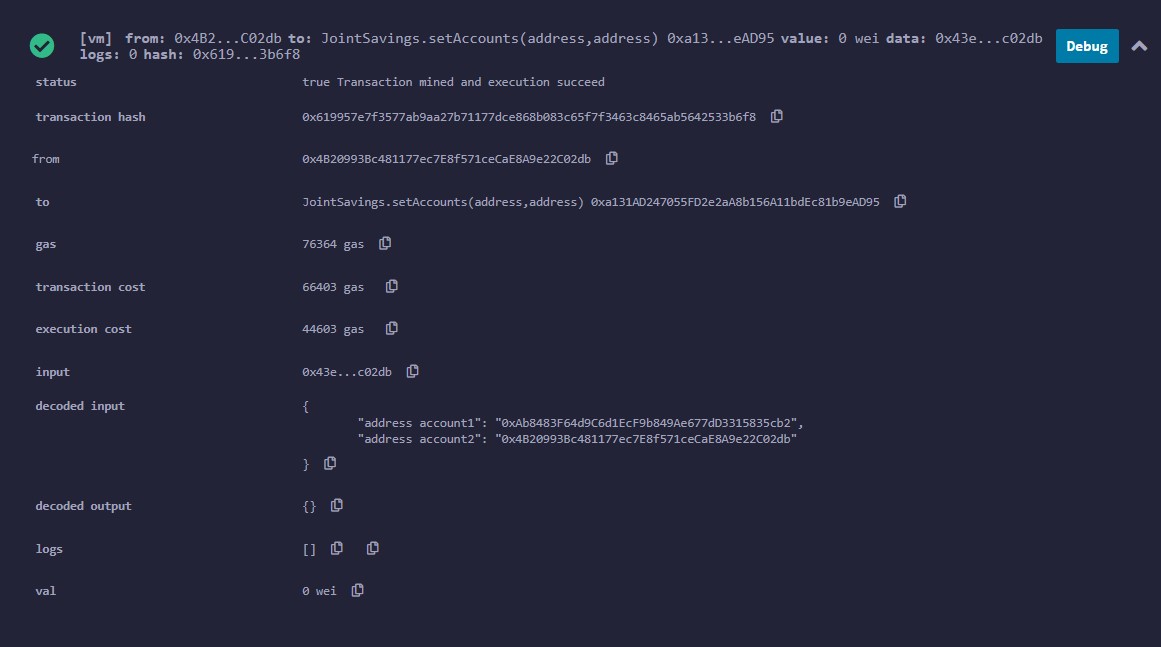 [vm] from: 0x4B2...C02db to: JointSavings.setAccounts(address,address) 0xa13...eAD95 value: 0 wei data: 0x43e...c02db
logs: 0 hash: 0x619...3b6f8
Debug
status true Transaction mined and execution succeed
transaction hash 0x619957e7f3577ab9aa27b71177dce868b083c65f7f3463c8465ab5642533b6f8
from 0x4B20993Bc481177ec7E8f571ceCaE8A9e22C02db
to JointSavings.setAccounts(address,address) 0xa131AD247055FD2e2aA8b156A11bdEc81b9eAD95
gas 76364 gas
transaction cost 66403 gas
execution cost 44603 gas
input 0x43e...c02db
decoded input {
"address account1": "0xAb8483F64d9C6d1EcF9b849Ae677dD3315835cb2",
"address account2": "0x4B20993Bc481177ec7E8f571ceCaE8A9e22C02db"
}
decoded output {}
logs []
val 0 wei